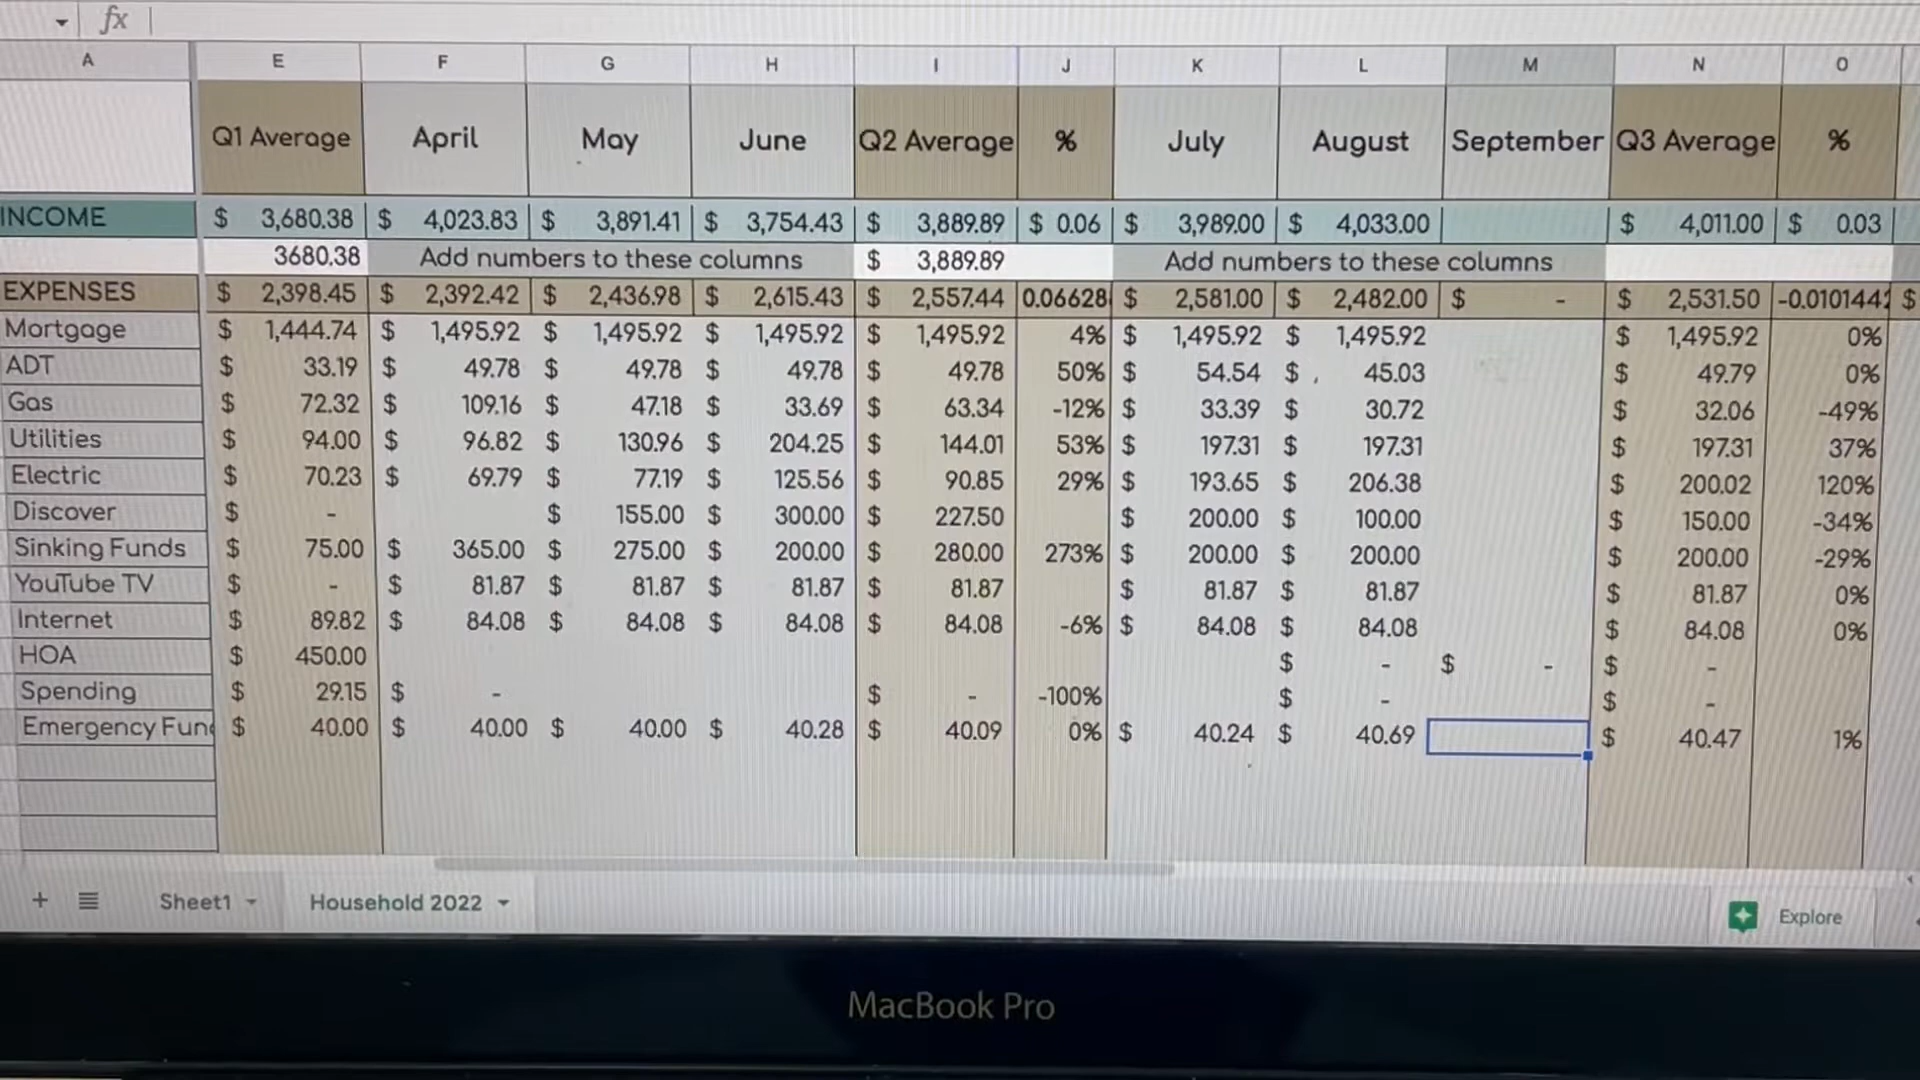 fx
A E F G H I J K L M N O
Q1 Average April May June Q2 Average % July August September Q3 Average %
INCOME $ 3,680.38 $ 4,023.83 $ 3,891.41 $ 3,754.43 $ 3,889.89 $ 0.06 $ 3,989.00 $ 4,033.00 $ 4,011.00 $ 0.03
3680.38 Add numbers to these columns $ 3,889.89 Add numbers to these columns
EXPENSES $ 2,398.45 $ 2,392.42 $ 2,436.98 $ 2,615.43 $ 2,557.44 0.06628 $ 2,581.00 $ 2,482.00 $ - $ 2,531.50 -0.0101442 $
Mortgage $ 1,444.74 $ 1,495.92 $ 1,495.92 $ 1,495.92 $ 1,495.92 4% $ 1,495.92 $ 1,495.92 $ 1,495.92 0%
ADT $ 33.19 $ 49.78 $ 49.78 $ 49.78 $ 49.78 50% $ 54.54 $ 45.03 $ 49.79 0%
Gas $ 72.32 $ 109.16 $ 47.18 $ 33.69 $ 63.34 -12% $ 33.39 $ 30.72 $ 32.06 -49%
Utilities $ 94.00 $ 96.82 $ 130.96 $ 204.25 $ 144.01 53% $ 197.31 $ 197.31 $ 197.31 37%
Electric $ 70.23 $ 69.79 $ 77.19 $ 125.56 $ 90.85 29% $ 193.65 $ 206.38 $ 200.02 120%
Discover $ - $ 155.00 $ 300.00 $ 227.50 $ 200.00 $ 100.00 $ 150.00 -34%
Sinking Funds $ 75.00 $ 365.00 $ 275.00 $ 200.00 $ 280.00 273% $ 200.00 $ 200.00 $ 200.00 -29%
YouTube TV $ - $ 81.87 $ 81.87 $ 81.87 $ 81.87 $ 81.87 $ 81.87 $ 81.87 0%
Internet $ 89.82 $ 84.08 $ 84.08 $ 84.08 $ 84.08 -6% $ 84.08 $ 84.08 $ 84.08 0%
HOA $ 450.00 $ - $ - $ -
Spending $ 29.15 $ - $ - -100% $ - $ -
Emergency Fun $ 40.00 $ 40.00 $ 40.00 $ 40.28 $ 40.09 0% $ 40.24 $ 40.69 $ 40.47 1%
+ Sheet1 Household 2022 Explore
MacBook Pro